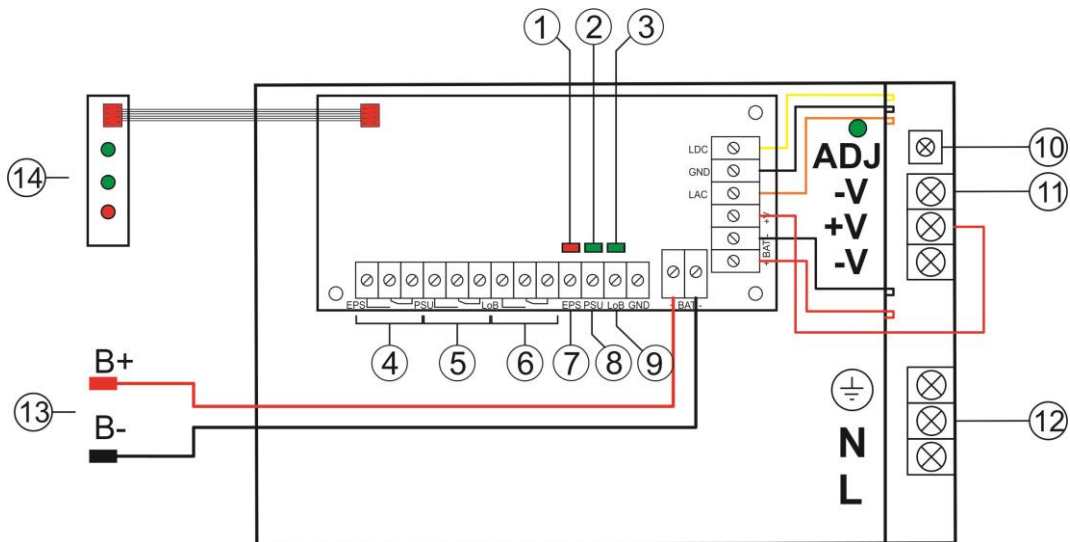 1 2 3
14
LDC
GND
LAC
+V
- BAT +
ADJ
-V
+V
-V
10
11
EPS PSU LoB EPS PSU LoB GND + BAT -
4 5 6 7 8 9
B+
13
B-
N
L
12